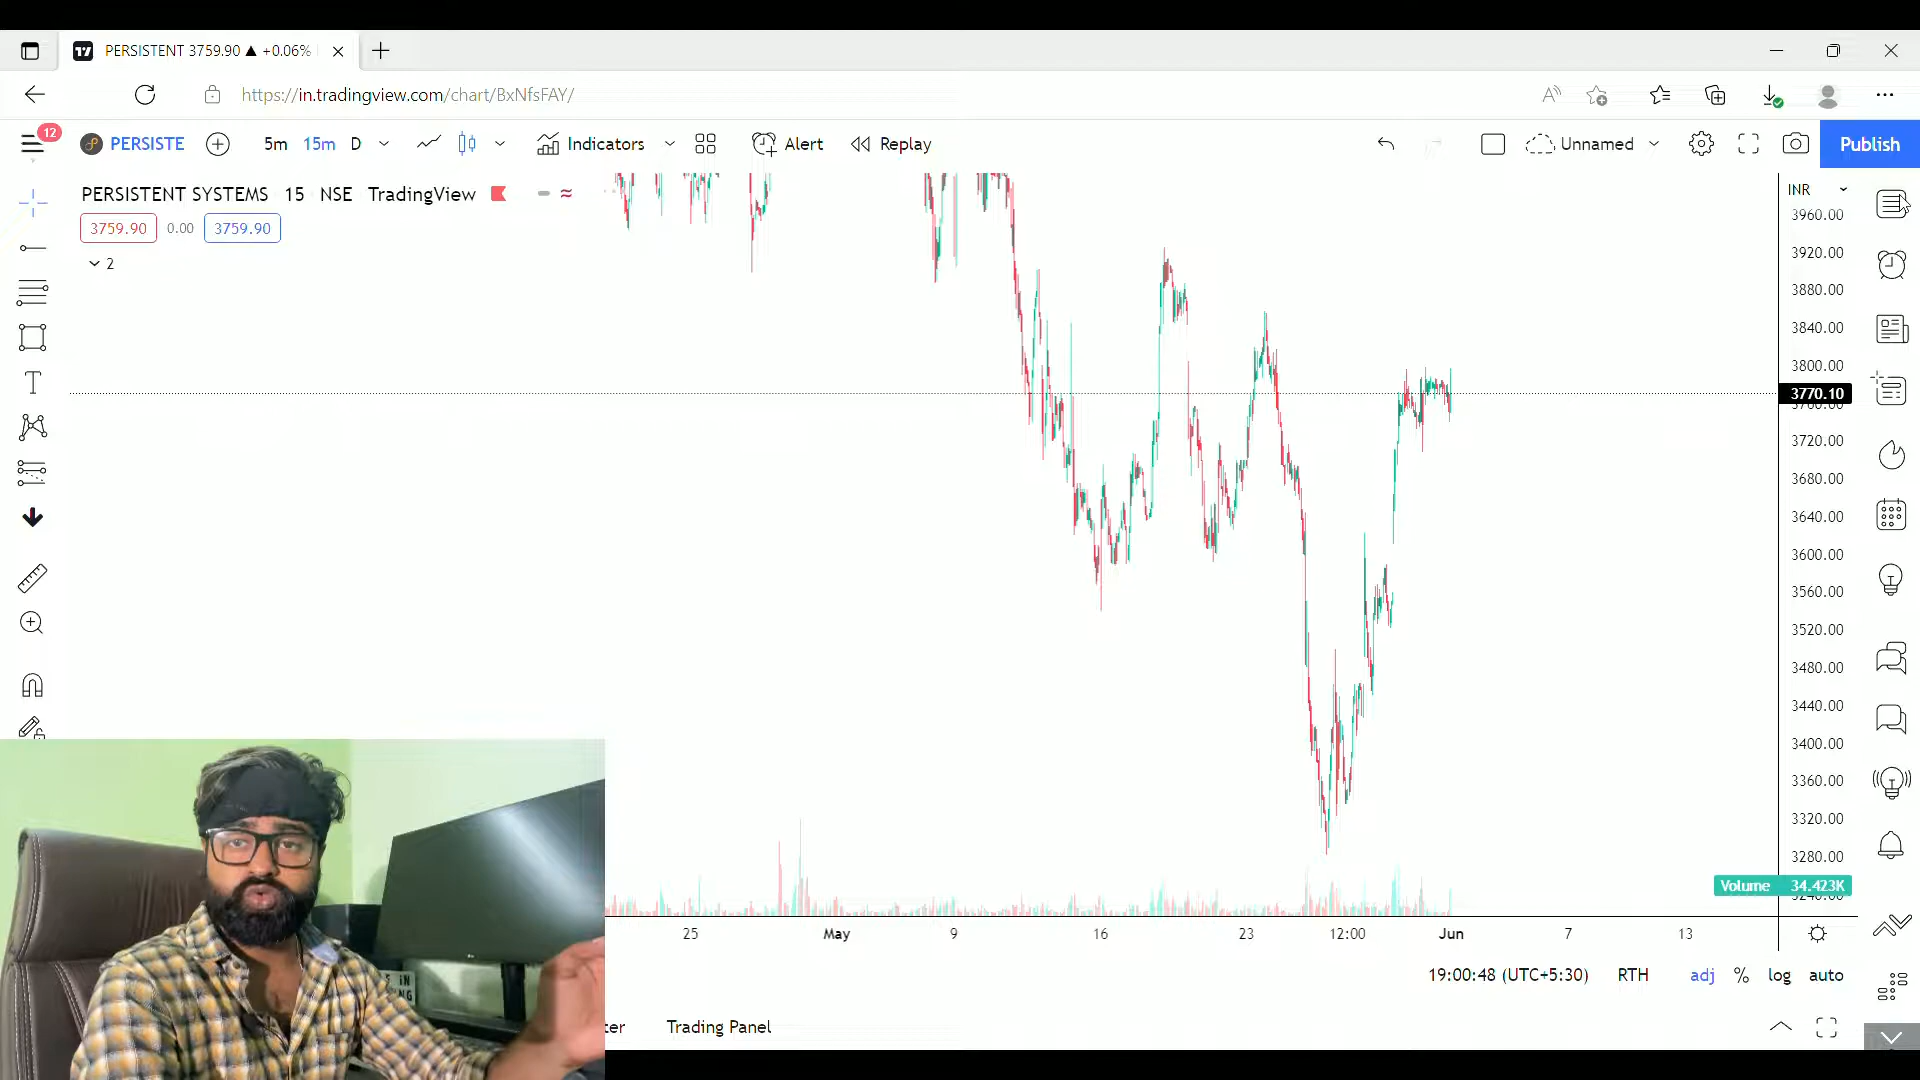 PERSISTENT 3759.90 ▲ +0.06%
https://in.tradingview.com/chart/BxNfsFAY/
12
PERSISTE
5m 15m D
Indicators
Alert
Replay
Unnamed
Publish
PERSISTENT SYSTEMS 15 NSE TradingView
3759.90 0.00 3759.90
2
INR
3960.00
3920.00
3880.00
3840.00
3800.00
3770.10
3720.00
3680.00
3640.00
3600.00
3560.00
3520.00
3480.00
3440.00
3400.00
3360.00
3320.00
3280.00
Volume 34.423K
25 May 9 16 23 12:00 Jun 7 13
19:00:48 (UTC+5:30) RTH adj % log auto
ter Trading Panel